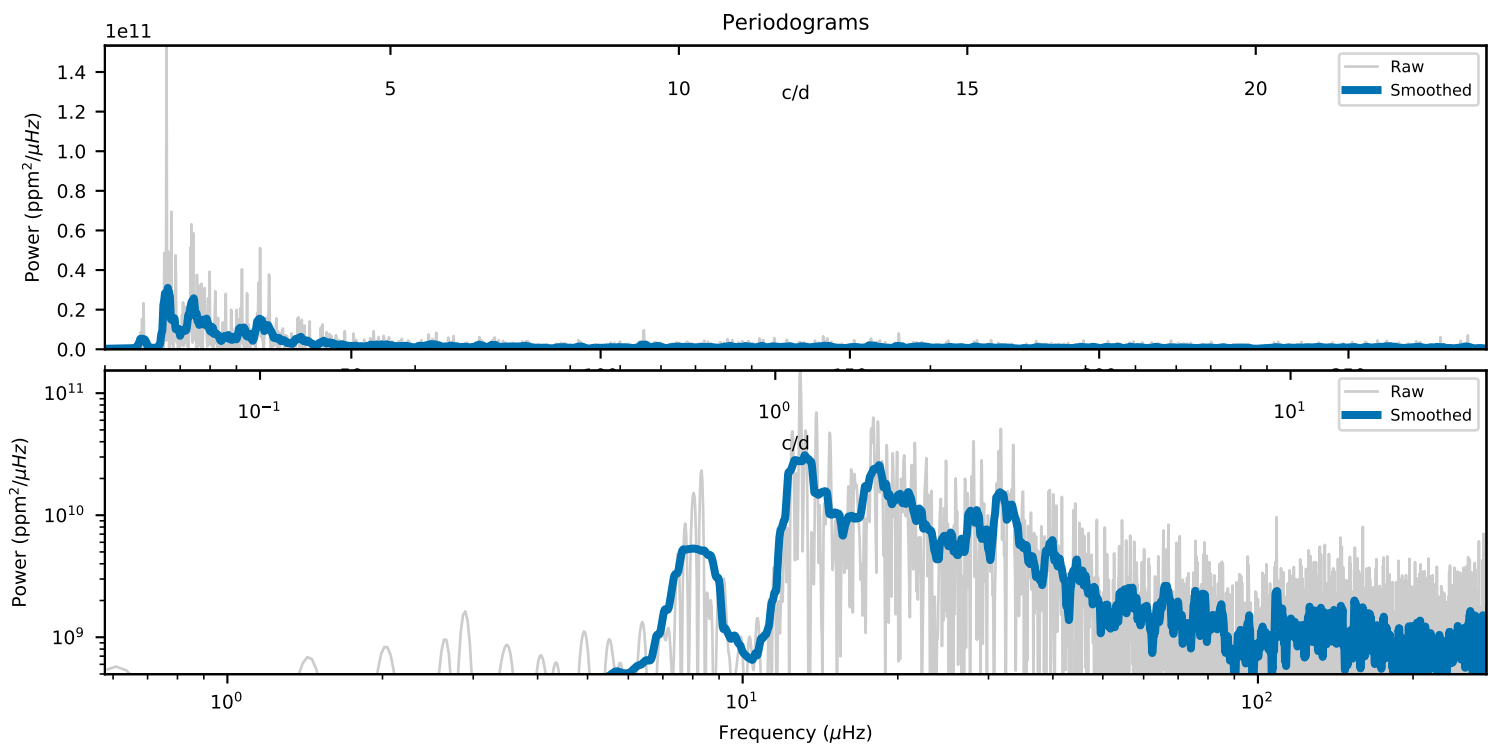 Periodograms
1e11
5 10 15 20
c/d
Raw
Smoothed
1.4
1.2
1.0
0.8
0.6
0.4
0.2
0.0
Power (ppm²/μHz)
10⁻¹ 10⁰ 10¹
c/d
Raw
Smoothed
10¹¹
10¹⁰
10⁹
Power (ppm²/μHz)
10⁰ 10¹ 10²
Frequency (μHz)